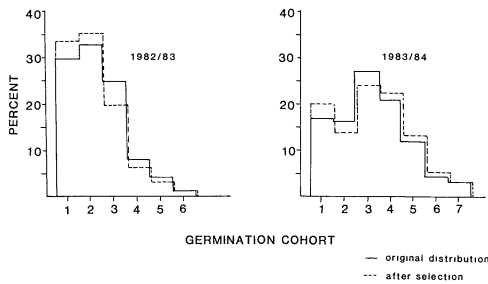 40
30
20
10
PERCENT
1982/83
1 2 3 4 5 6
40
30
20
10
1983/84
1 2 3 4 5 6 7
GERMINATION COHORT
original distribution
after selection